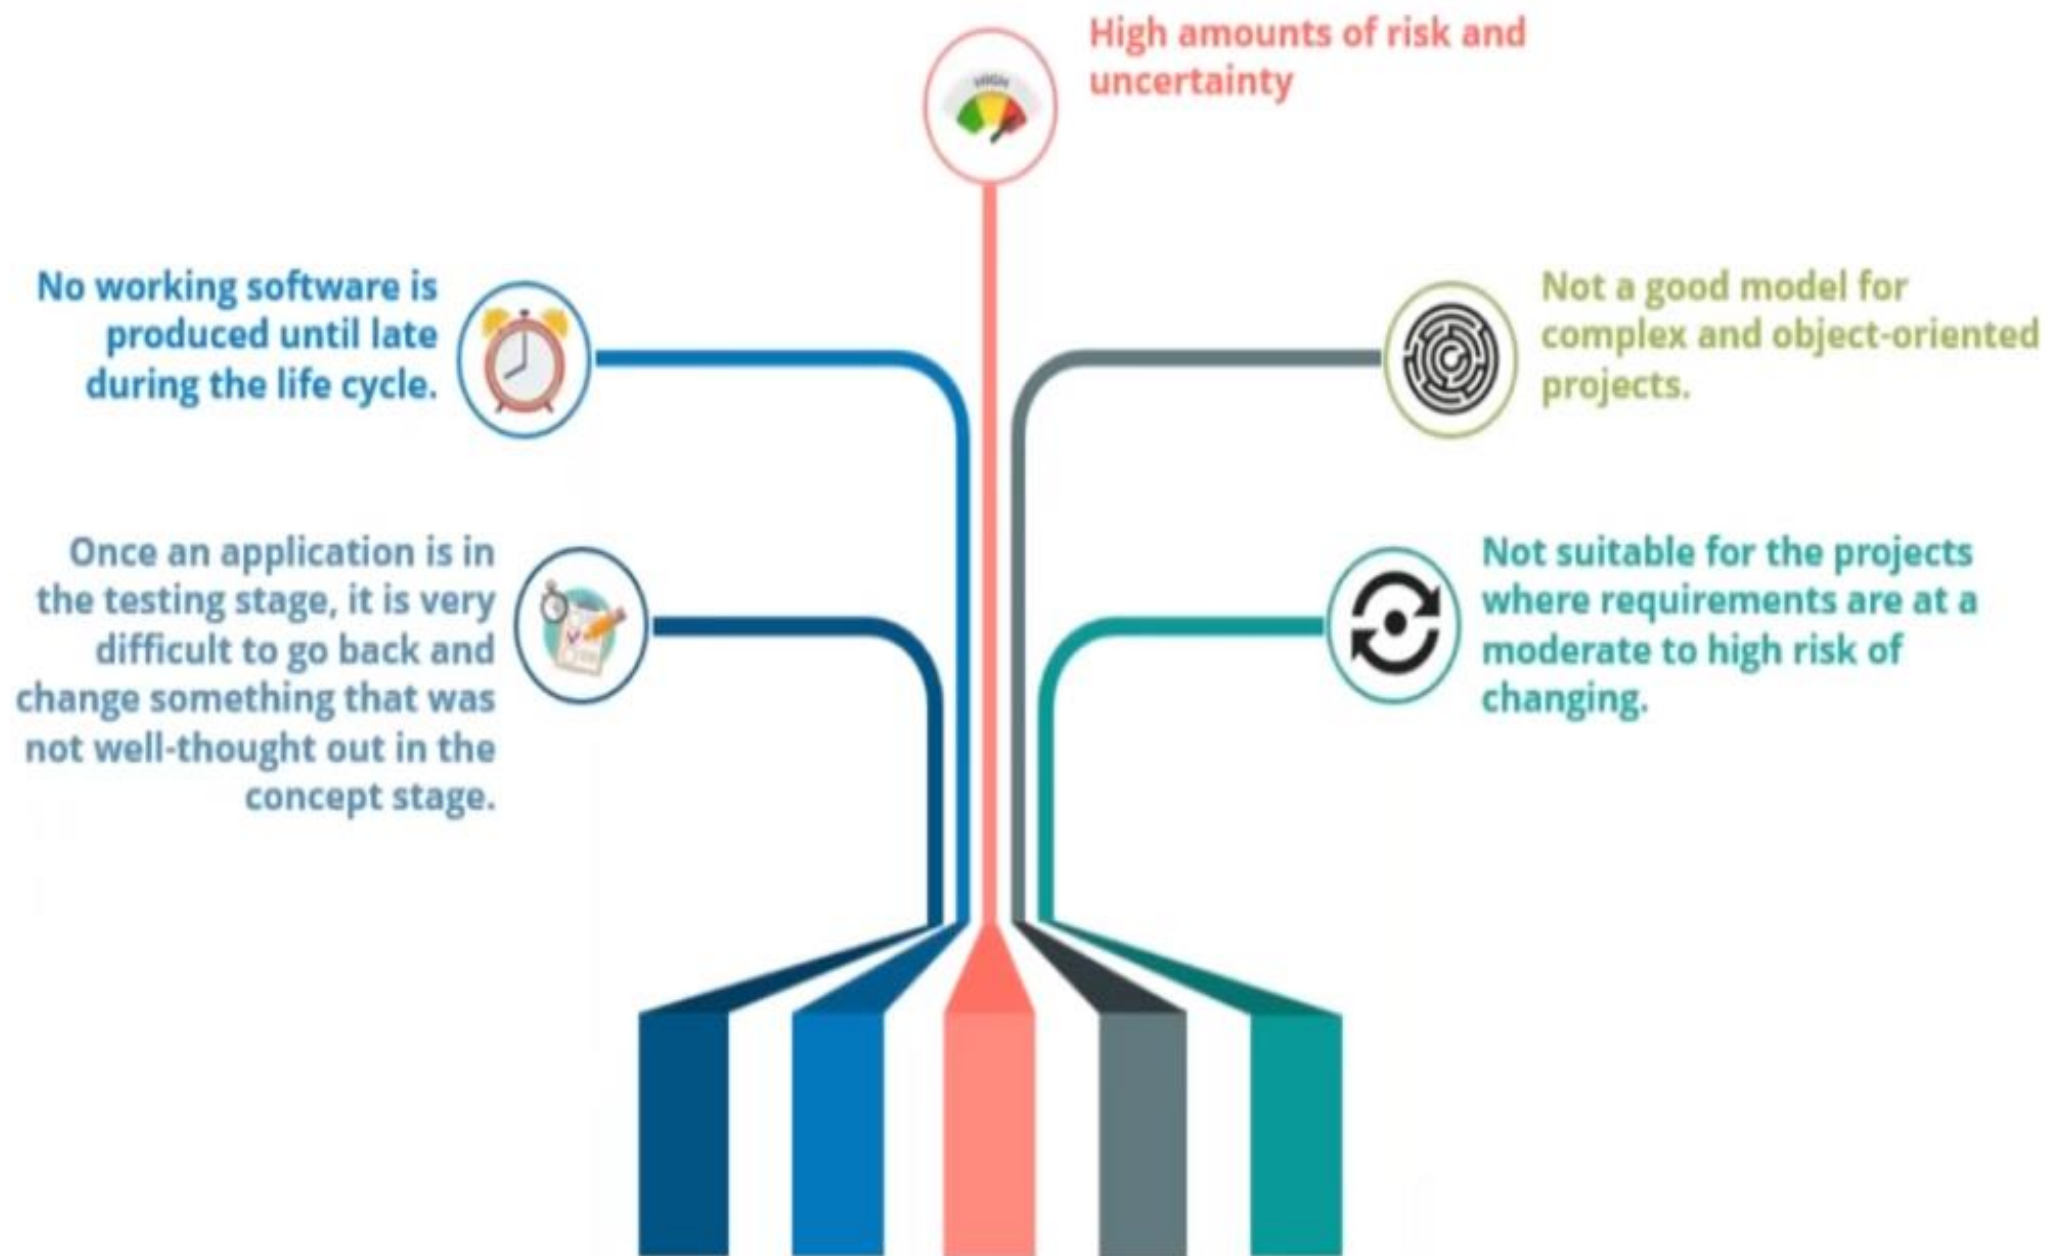 HIGH
High amounts of risk and
uncertainty
No working software is
produced until late
during the life cycle.
Not a good model for
complex and object-oriented
projects.
Once an application is in
the testing stage, it is very
difficult to go back and
change something that was
not well-thought out in the
concept stage.
Not suitable for the projects
where requirements are at a
moderate to high risk of
changing.